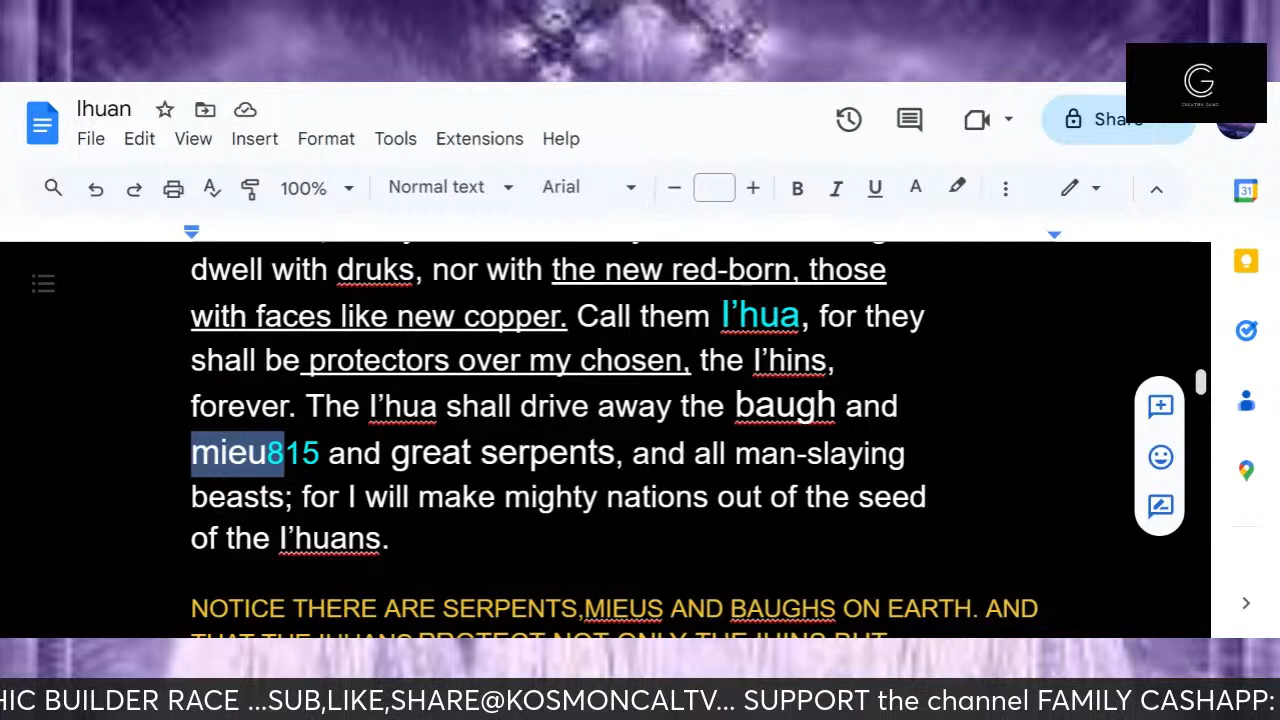 Ihuan
File Edit View Insert Format Tools Extensions Help
Share
100% Normal text Arial
31
dwell with druks, nor with the new red-born, those
with faces like new copper. Call them I'hua, for they
shall be protectors over my chosen, the I'hins,
forever. The I'hua shall drive away the baugh and
mieu815 and great serpents, and all man-slaying
beasts; for I will make mighty nations out of the seed
of the I'huans.
NOTICE THERE ARE SERPENTS,MIEUS AND BAUGHS ON EARTH. AND
HIC BUILDER RACE ...SUB,LIKE,SHARE@KOSMONCALTV... SUPPORT the channel FAMILY CASHAPP: